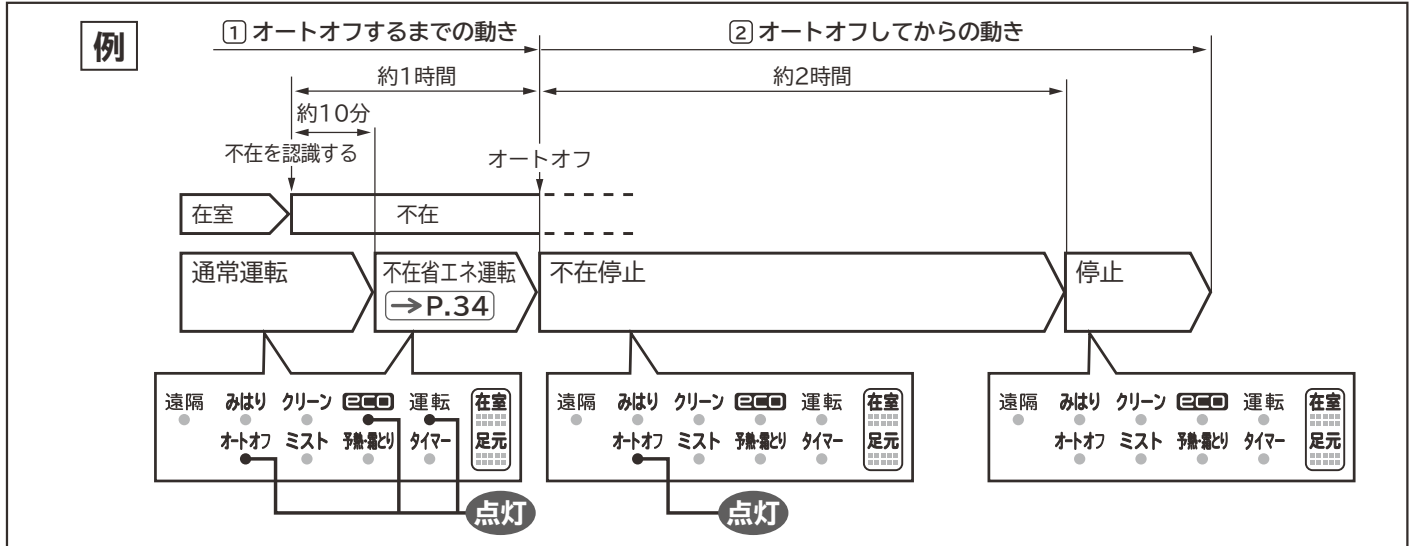 例
1 オートオフするまでの動き
2 オートオフしてからの動き
約1時間
約2時間
約10分
不在を認識する
オートオフ
在室
不在
通常運転
不在省エネ運転
→P.34
不在停止
停止
遠隔 みはり クリーン eco 運転 在室
オートオフ ミスト 予熱・霜とり タイマー 足元
点灯
遠隔 みはり クリーン eco 運転 在室
オートオフ ミスト 予熱・霜とり タイマー 足元
点灯
遠隔 みはり クリーン eco 運転 在室
オートオフ ミスト 予熱・霜とり タイマー 足元